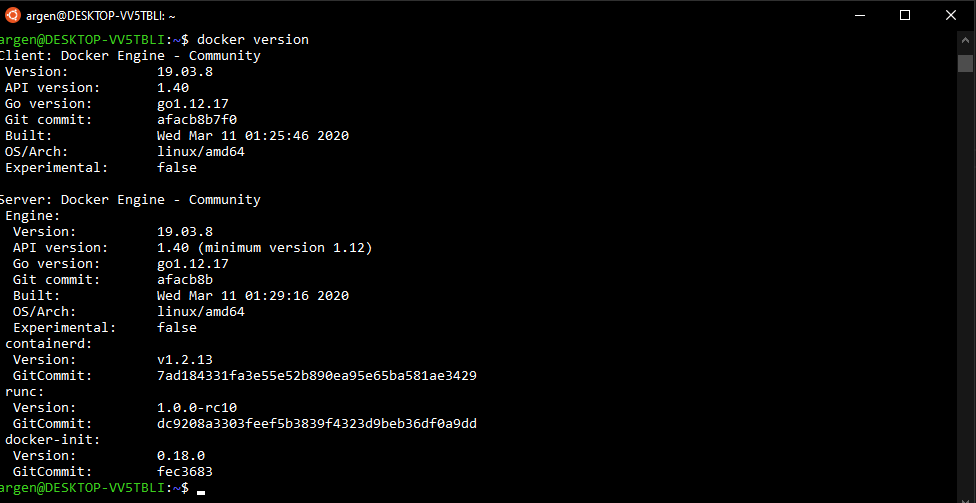 argen@DESKTOP-VV5TBLI: ~
argen@DESKTOP-VV5TBLI:~$ docker version
Client: Docker Engine - Community
Version: 19.03.8
API version: 1.40
Go version: go1.12.17
Git commit: afacb8b7f0
Built: Wed Mar 11 01:25:46 2020
OS/Arch: linux/amd64
Experimental: false
Server: Docker Engine - Community
Engine:
Version: 19.03.8
API version: 1.40 (minimum version 1.12)
Go version: go1.12.17
Git commit: afacb8b
Built: Wed Mar 11 01:29:16 2020
OS/Arch: linux/amd64
Experimental: false
containerd:
Version: v1.2.13
GitCommit: 7ad184331fa3e55e52b890ea95e65ba581ae3429
runc:
Version: 1.0.0-rc10
GitCommit: dc9208a3303feef5b3839f4323d9beb36df0a9dd
docker-init:
Version: 0.18.0
GitCommit: fec3683
argen@DESKTOP-VV5TBLI:~$